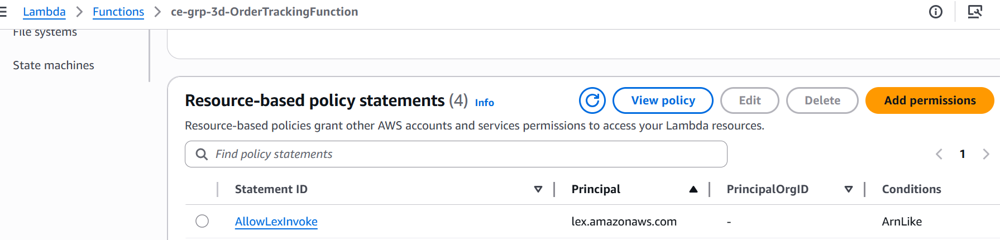 Lambda > Functions > ce-grp-3d-OrderTrackingFunction
File systems
State machines
Resource-based policy statements (4) Info
View policy
Edit
Delete
Add permissions
Resource-based policies grant other AWS accounts and services permissions to access your Lambda resources.
Find policy statements
1
Statement ID Principal PrincipalOrgID Conditions
AllowLexInvoke lex.amazonaws.com - ArnLike